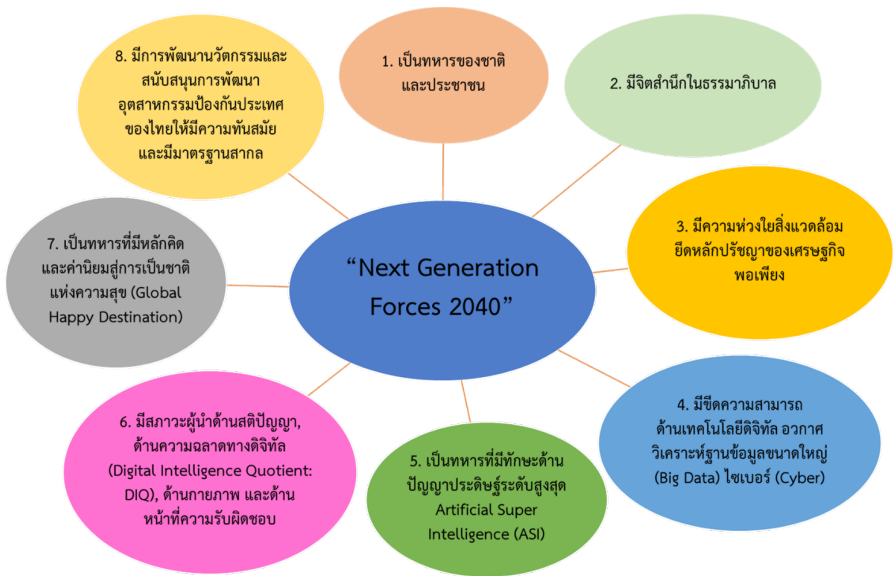 “Next Generation
Forces 2040”
1. เป็นทหารของชาติ
และประชาชน
2. มีจิตสำนึกในธรรมาภิบาล
3. มีความห่วงใยสิ่งแวดล้อม
ยึดหลักปรัชญาของเศรษฐกิจ
พอเพียง
4. มีขีดความสามารถ
ด้านเทคโนโลยีดิจิทัล อวกาศ
วิเคราะห์ฐานข้อมูลขนาดใหญ่
(Big Data) ไซเบอร์ (Cyber)
5. เป็นทหารที่มีทักษะด้าน
ปัญญาประดิษฐ์ระดับสูงสุด
Artificial Super
Intelligence (ASI)
6. มีสภาวะผู้นำด้านสติปัญญา,
ด้านความฉลาดทางดิจิทัล
(Digital Intelligence Quotient:
DIQ), ด้านกายภาพ และด้าน
หน้าที่ความรับผิดชอบ
7. เป็นทหารที่มีหลักคิด
และค่านิยมสู่การเป็นชาติ
แห่งความสุข (Global
Happy Destination)
8. มีการพัฒนานวัตกรรมและ
สนับสนุนการพัฒนา
อุตสาหกรรมป้องกันประเทศ
ของไทยให้มีความทันสมัย
และมีมาตรฐานสากล